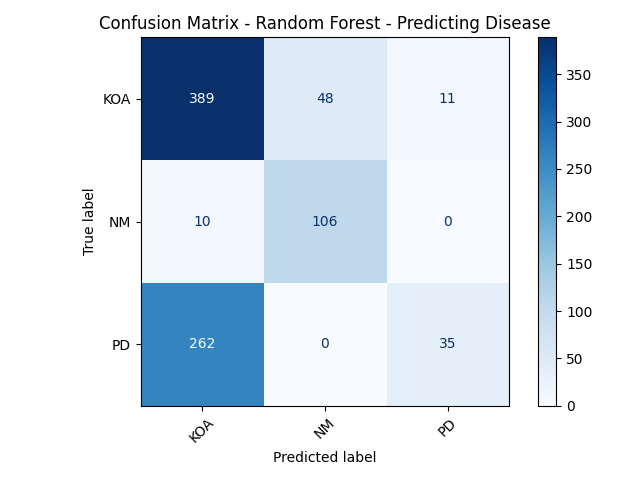 Confusion Matrix - Random Forest - Predicting Disease
KOA 389 48 11
NM 10 106 0
PD 262 0 35
KOA NM PD
True label
Predicted label
350
300
250
200
150
100
50
0